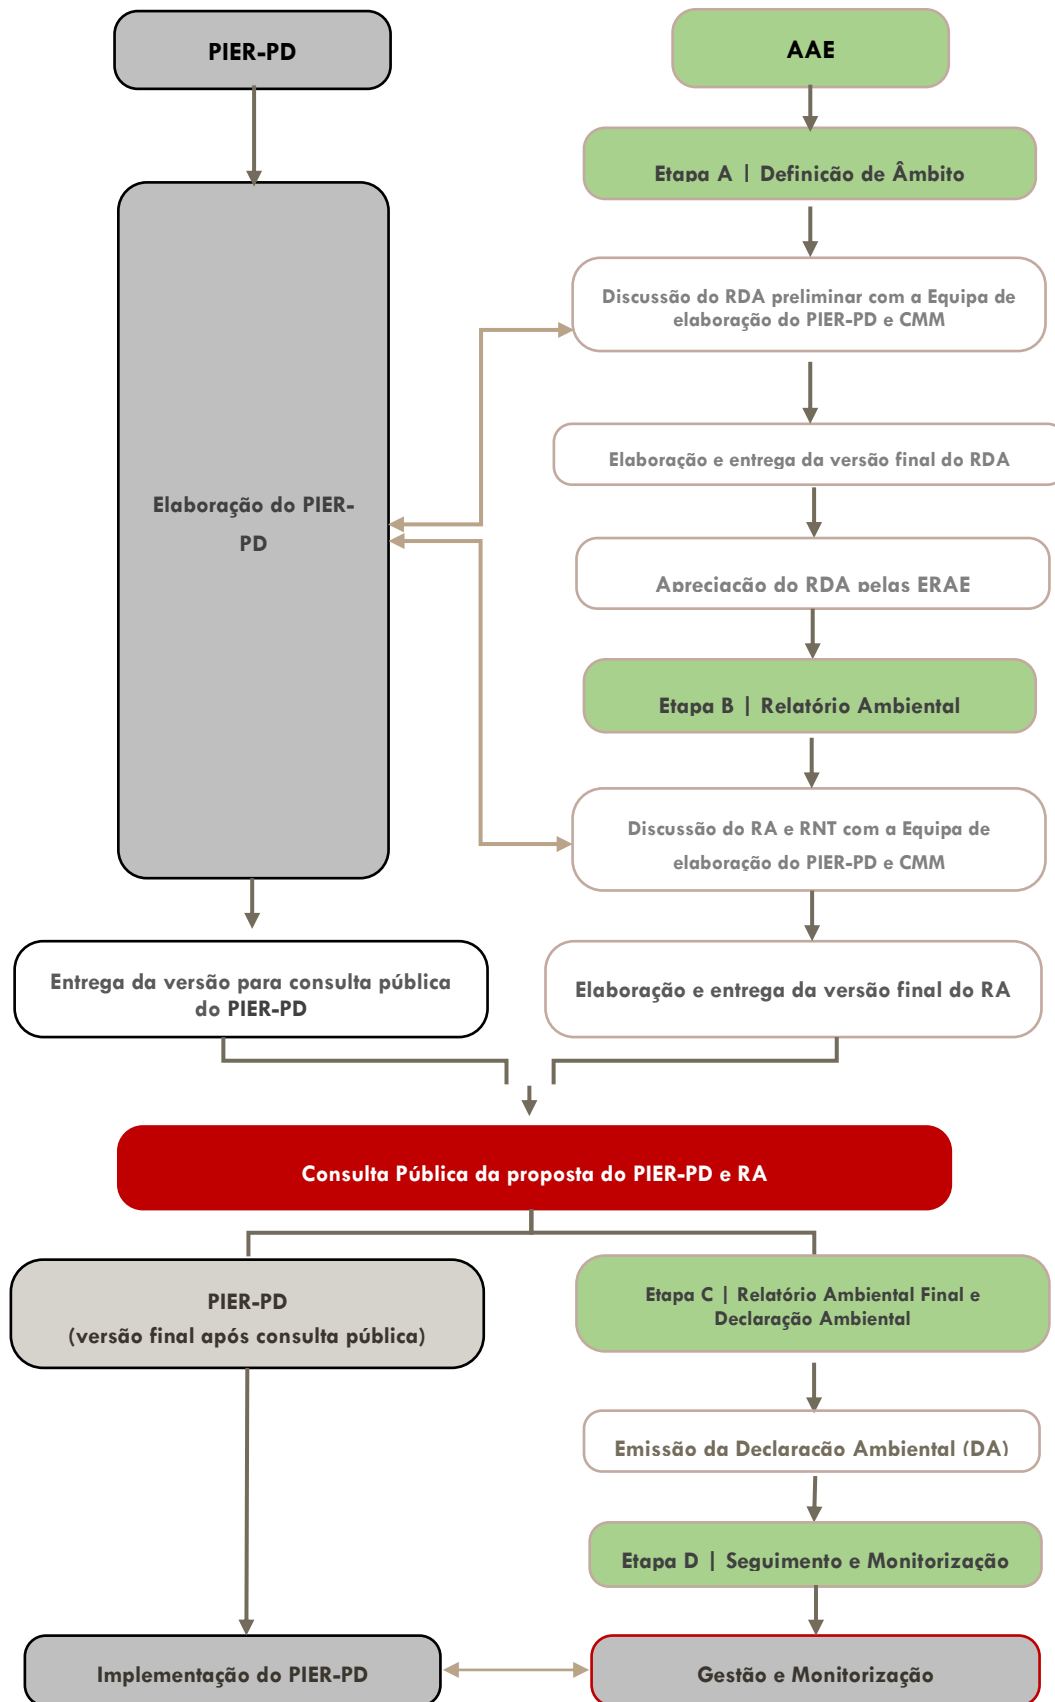 PIER-PD
AAE
Etapa A | Definição de Âmbito
Discussão do RDA preliminar com a Equipa de
elaboração do PIER-PD e CMM
Elaboração e entrega da versão final do RDA
Elaboração do PIER-
PD
Apreciação do RDA pelas ERAE
Etapa B | Relatório Ambiental
Discussão do RA e RNT com a Equipa de
elaboração do PIER-PD e CMM
Entrega da versão para consulta pública
do PIER-PD
Elaboração e entrega da versão final do RA
Consulta Pública da proposta do PIER-PD e RA
PIER-PD
(versão final após consulta pública)
Etapa C | Relatório Ambiental Final e
Declaração Ambiental
Emissão da Declaração Ambiental (DA)
Etapa D | Seguimento e Monitorização
Implementação do PIER-PD
Gestão e Monitorização